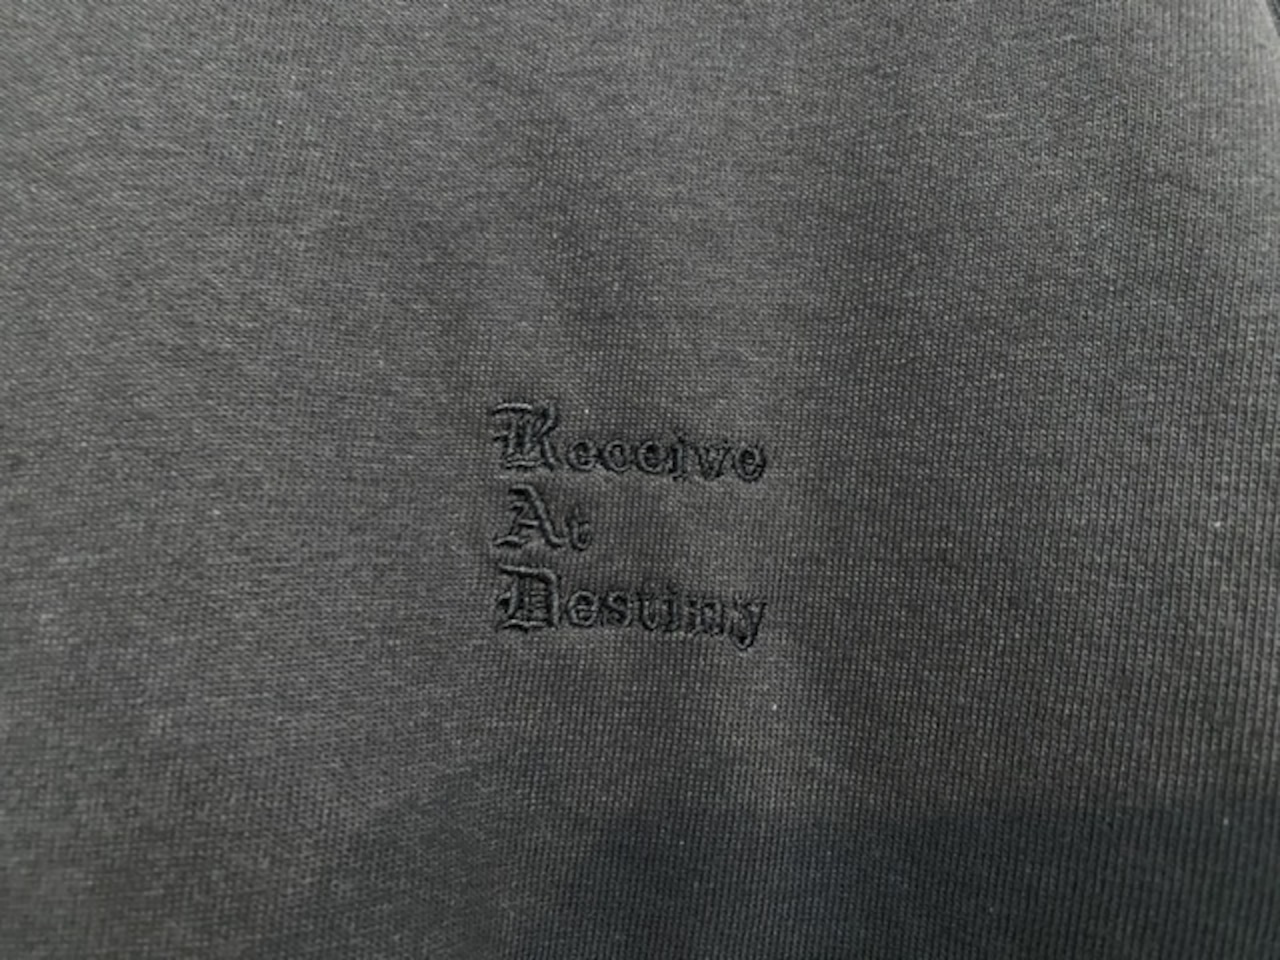 Receive
At
Destiny